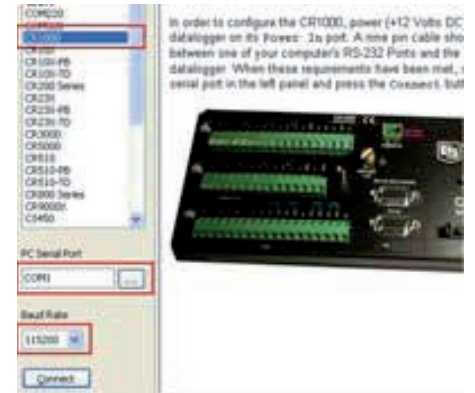 COM220
CR1000
CR10X
CR10X-PB
CR10X-TD
CR200 Series
CR23X
CR23X-PB
CR23X-TD
CR3000
CR5000
CR510
CR510-PB
CR510-TD
CR800 Series
CR9000X
CS450
PC Serial Port
COM1
...
Baud Rate
115200
Connect
In order to configure the CR1000, power (+12 Volts DC
datalogger on its Power In port. A nine pin cable sho
between one of your computer's RS-232 Ports and the
datalogger. When these requirements have been met,
serial port in the left panel and press the Connect butt